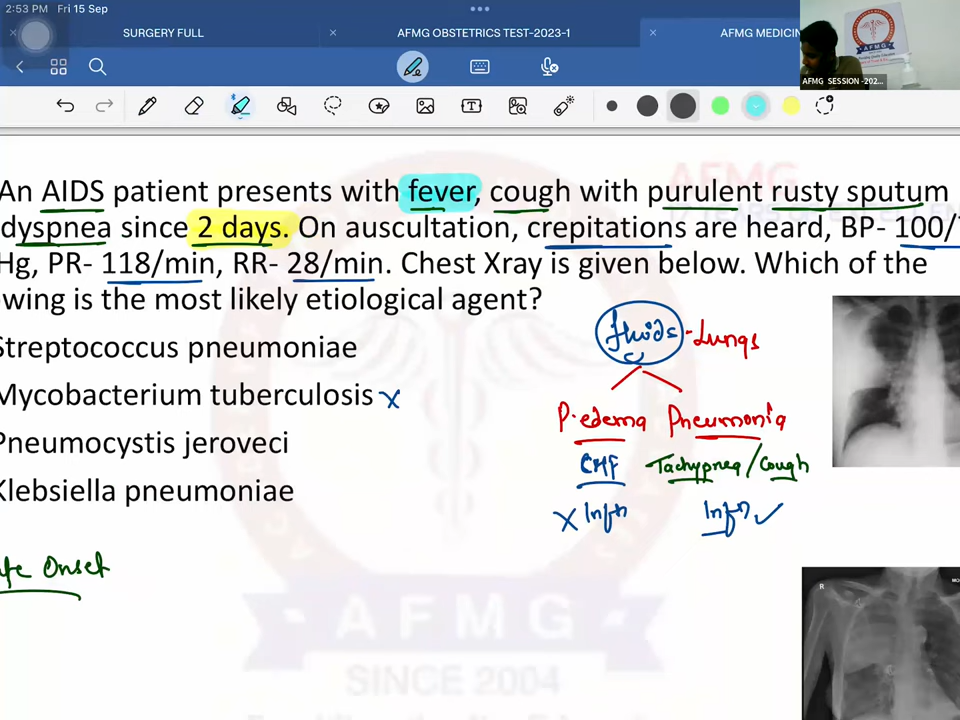 2:53 PM Fri 15 Sep
SURGERY FULL
AFMG OBSTETRICS TEST-2023-1
AFMG MEDICIN
AFMG
AFMG SESSION -202...
An AIDS patient presents with fever, cough with purulent rusty sputum
dyspnea since 2 days. On auscultation, crepitations are heard, BP- 100/
Hg, PR- 118/min, RR- 28/min. Chest Xray is given below. Which of the
owing is the most likely etiological agent?
Streptococcus pneumoniae
Mycobacterium tuberculosis x
Pneumocystis jeroveci
Klebsiella pneumoniae
fluids - Lungs
P. edema Pneumonia
CHF Tachypnea / Cough
X Infn Infn ✓
te Onset
R
AFMG
SINCE 2004